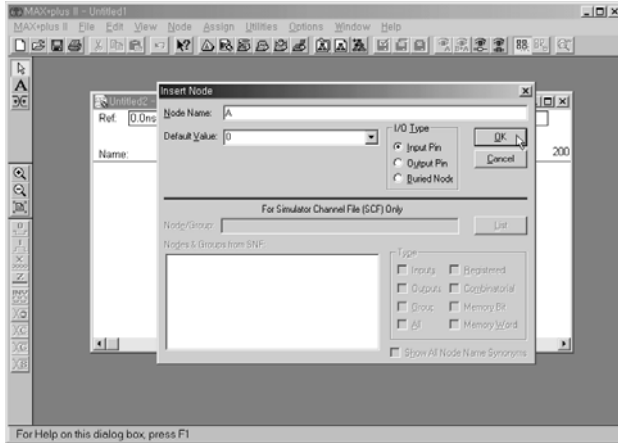 MAX+plus II - Untitled1
MAX+plus II File Edit View Node Assign Utilities Options Window Help
Insert Node
Node Name: A
Default Value: 0
I/O Type
Input Pin
Output Pin
Buried Node
OK
Cancel
Untitled2 -
Ref: 0.0ns
Name:
200
For Simulator Channel File (SCF) Only
Node/Group:
List
Nodes & Groups from SNF:
Type
Inputs Registered
Outputs Combinatorial
Group Memory Bit
All Memory Word
Show All Node Name Synonyms
For Help on this dialog box, press F1